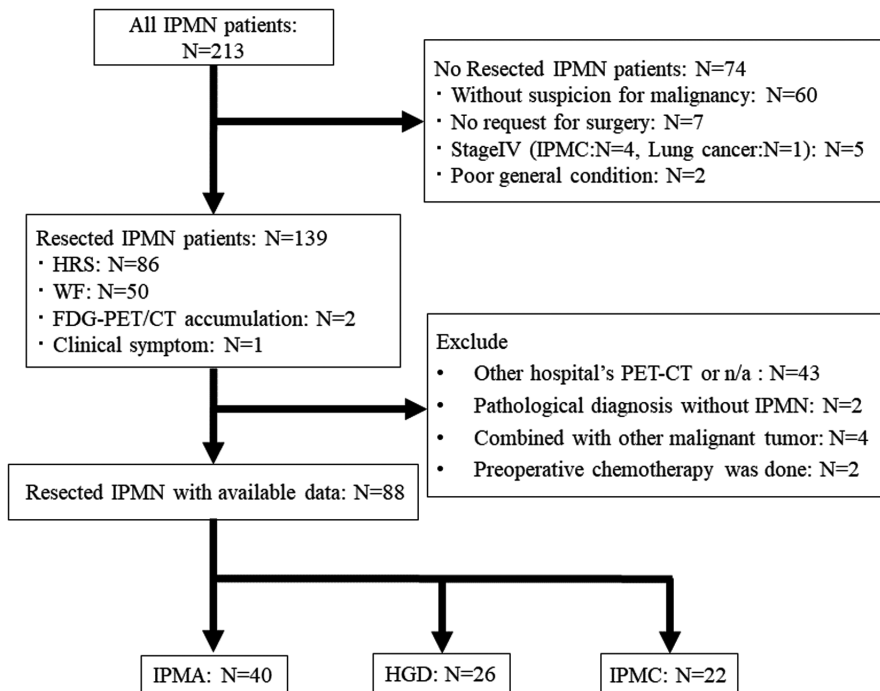 All IPMN patients:
N=213
No Resected IPMN patients: N=74
・Without suspicion for malignancy: N=60
・No request for surgery: N=7
・StageIV (IPMC:N=4, Lung cancer:N=1): N=5
・Poor general condition: N=2
Resected IPMN patients: N=139
・HRS: N=86
・WF: N=50
・FDG-PET/CT accumulation: N=2
・Clinical symptom: N=1
Exclude
• Other hospital’s PET-CT or n/a : N=43
• Pathological diagnosis without IPMN: N=2
• Combined with other malignant tumor: N=4
• Preoperative chemotherapy was done: N=2
Resected IPMN with available data: N=88
IPMA: N=40
HGD: N=26
IPMC: N=22